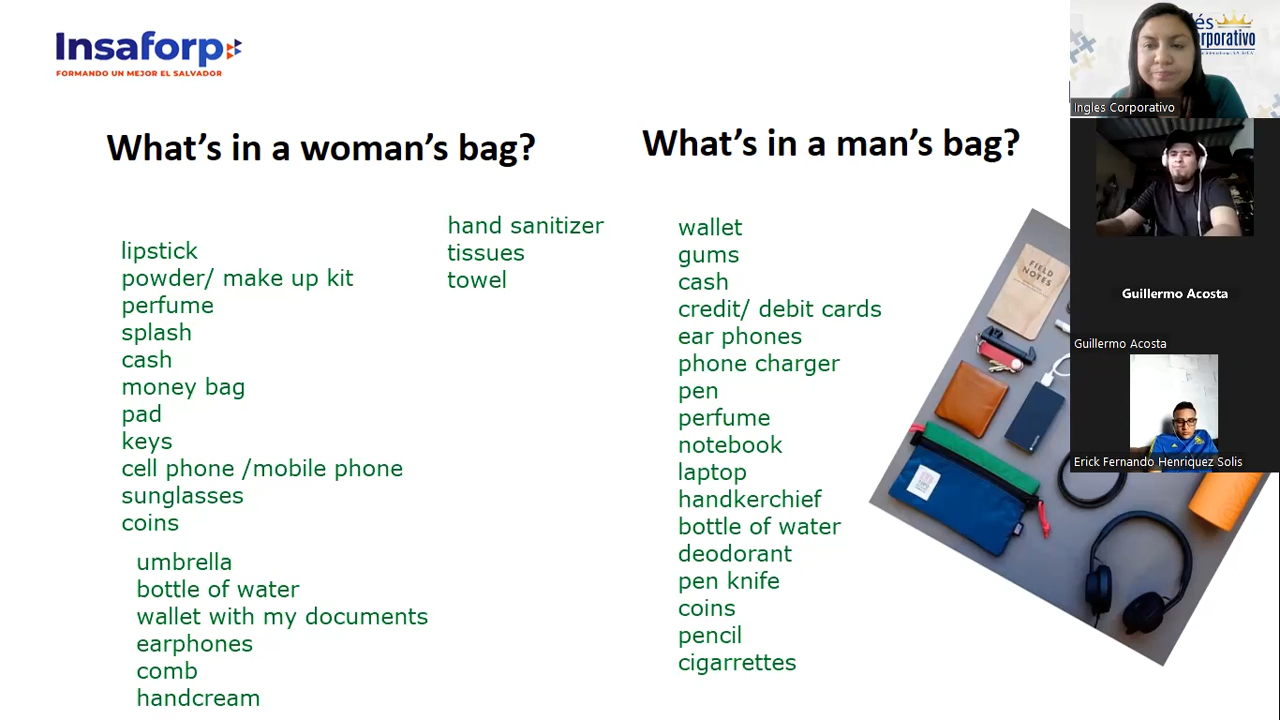 Insaforp
FORMANDO UN MEJOR EL SALVADOR
What's in a woman's bag?
lipstick
powder/ make up kit
perfume
splash
cash
money bag
pad
keys
cell phone /mobile phone
sunglasses
coins
umbrella
bottle of water
wallet with my documents
earphones
comb
handcream
hand sanitizer
tissues
towel
What's in a man's bag?
wallet
gums
cash
credit/ debit cards
ear phones
phone charger
pen
perfume
notebook
laptop
handkerchief
bottle of water
deodorant
pen knife
coins
pencil
cigarrettes
FIELD
NOTES
és
orporativo
Ingles Corporativo
Guillermo Acosta
Guillermo Acosta
Erick Fernando Henriquez Solis